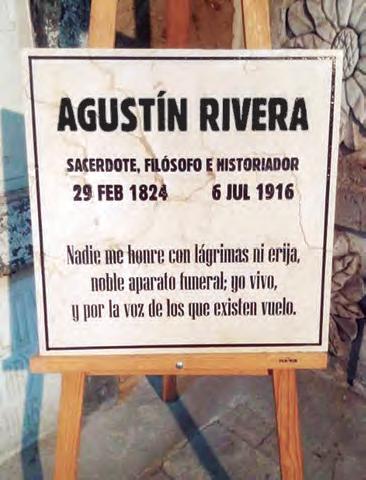 AGUSTÍN RIVERA
SACERDOTE, FILÓSOFO E HISTORIADOR
29 FEB 1824 6 JUL 1916
Nadie me honre con lágrimas ni erija,
noble aparato funeral; yo vivo,
y por la voz de los que existen vuelo.